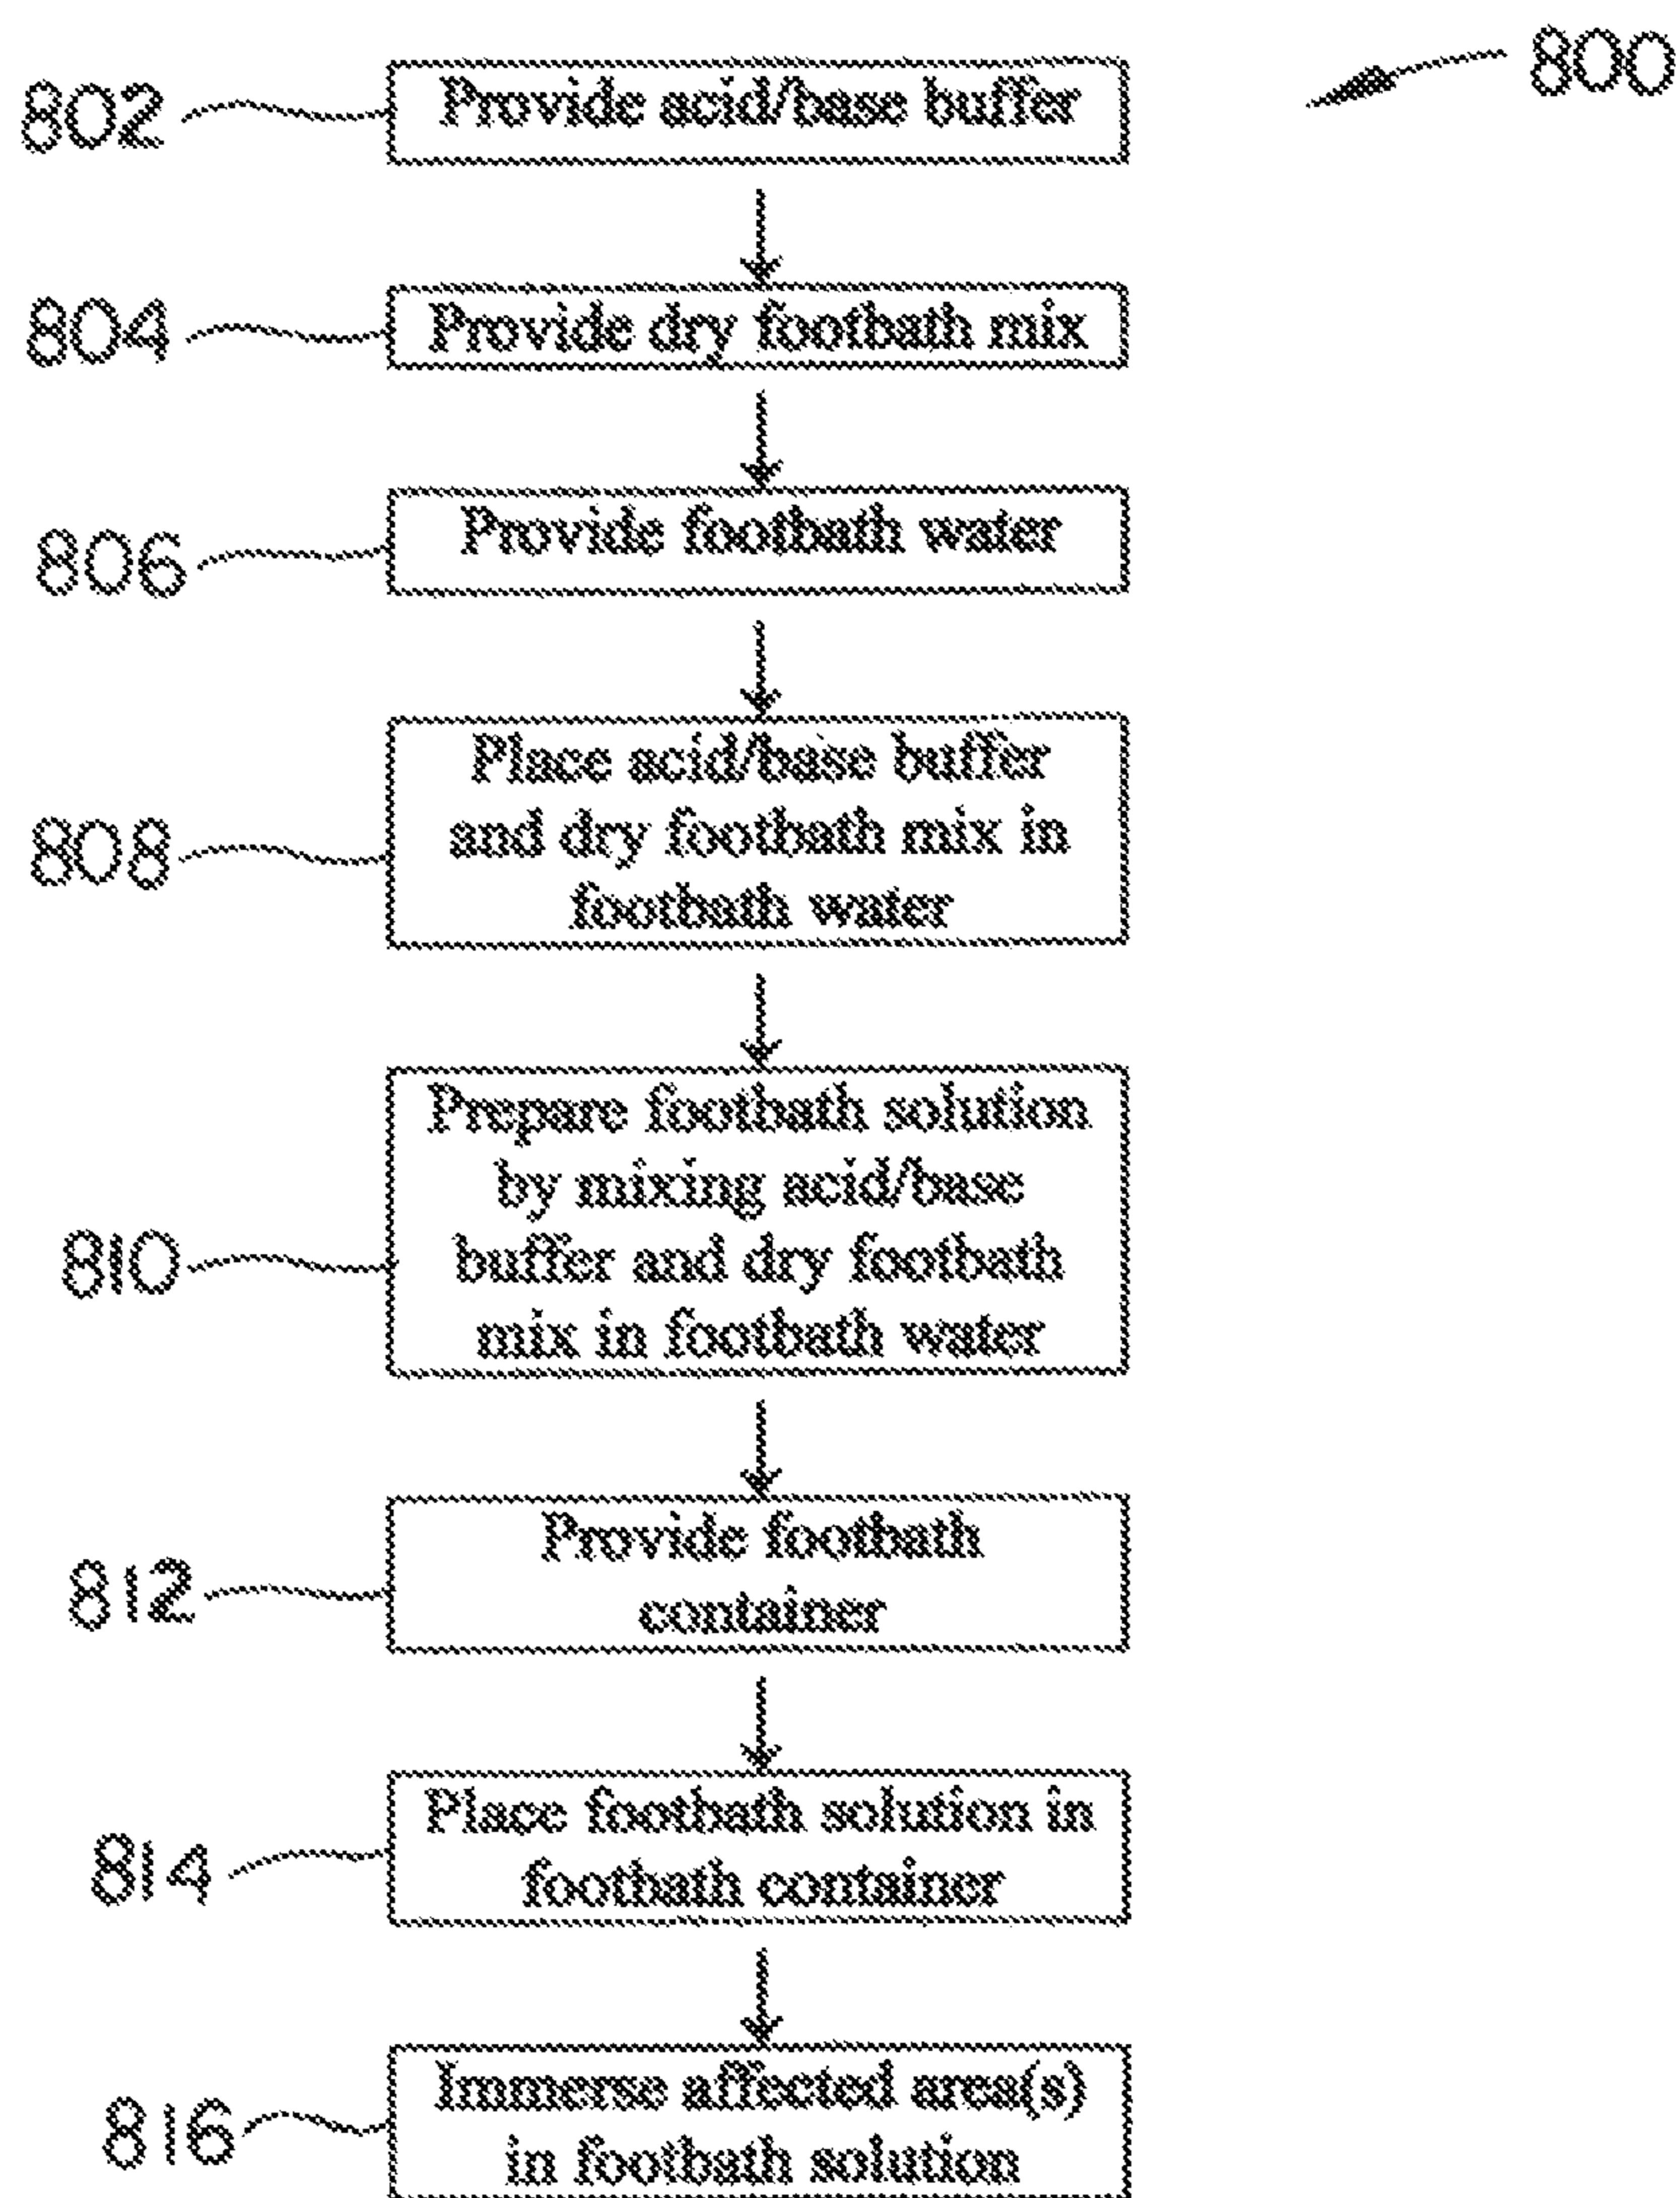 800
802
Provide acid/base buffer
804
Provide dry footbath mix
806
Provide footbath water
808
Place acid/base buffer
and dry footbath mix in
footbath water
810
Prepare footbath solution
by mixing acid/base
buffer and dry footbath
mix in footbath water
812
Provide footbath
container
814
Place footbath solution in
footbath container
816
Immerse affected area(s)
in footbath solution